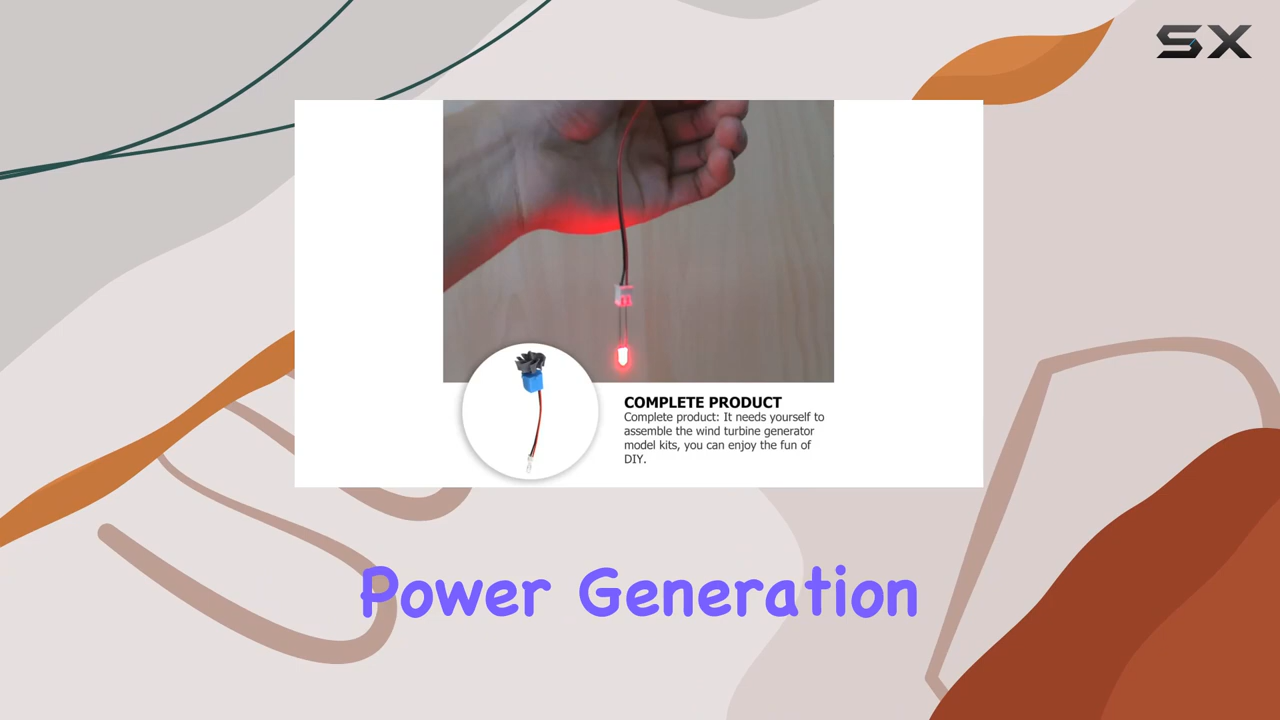 SX
COMPLETE PRODUCT
Complete product: It needs yourself to
assemble the wind turbine generator
model kits, you can enjoy the fun of
DIY.
Power Generation